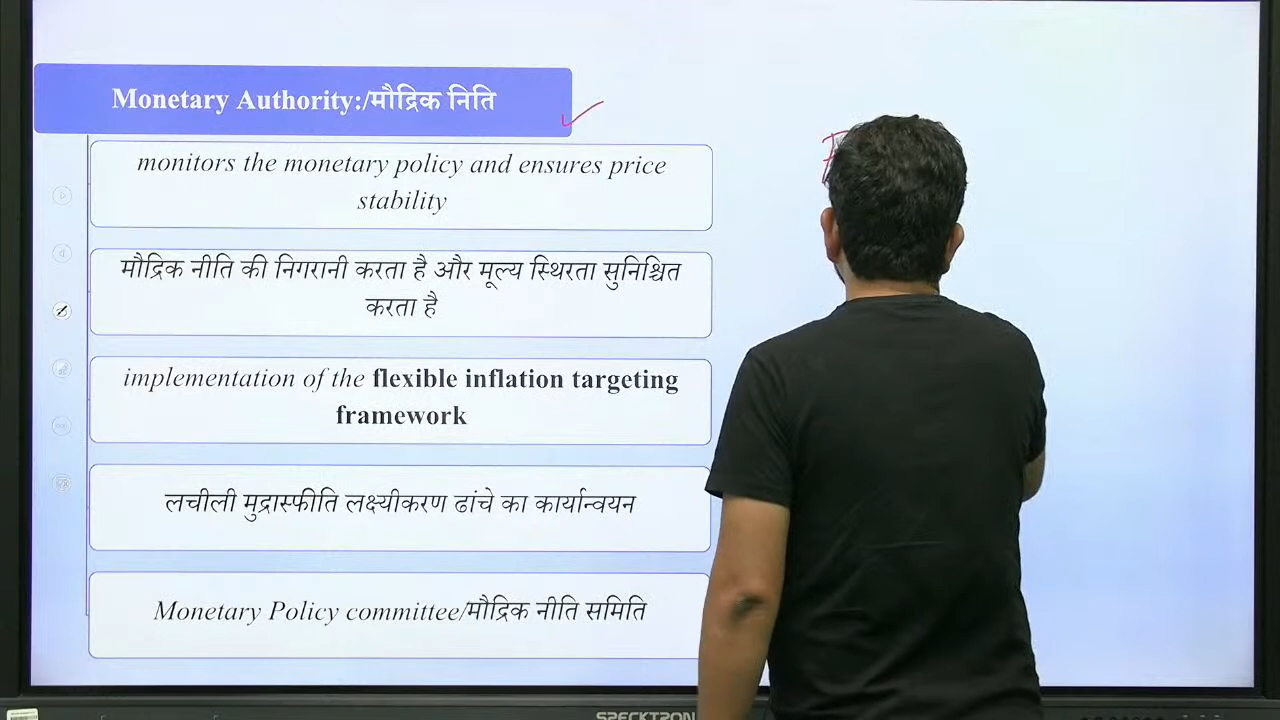 Monetary Authority:/मौद्रिक निति
monitors the monetary policy and ensures price
stability
मौद्रिक नीति की निगरानी करता है और मूल्य स्थिरता सुनिश्चित
करता है
implementation of the flexible inflation targeting
framework
लचीली मुद्रास्फीति लक्ष्यीकरण ढांचे का कार्यान्वयन
Monetary Policy committee/मौद्रिक नीति समिति
SPECKTRON